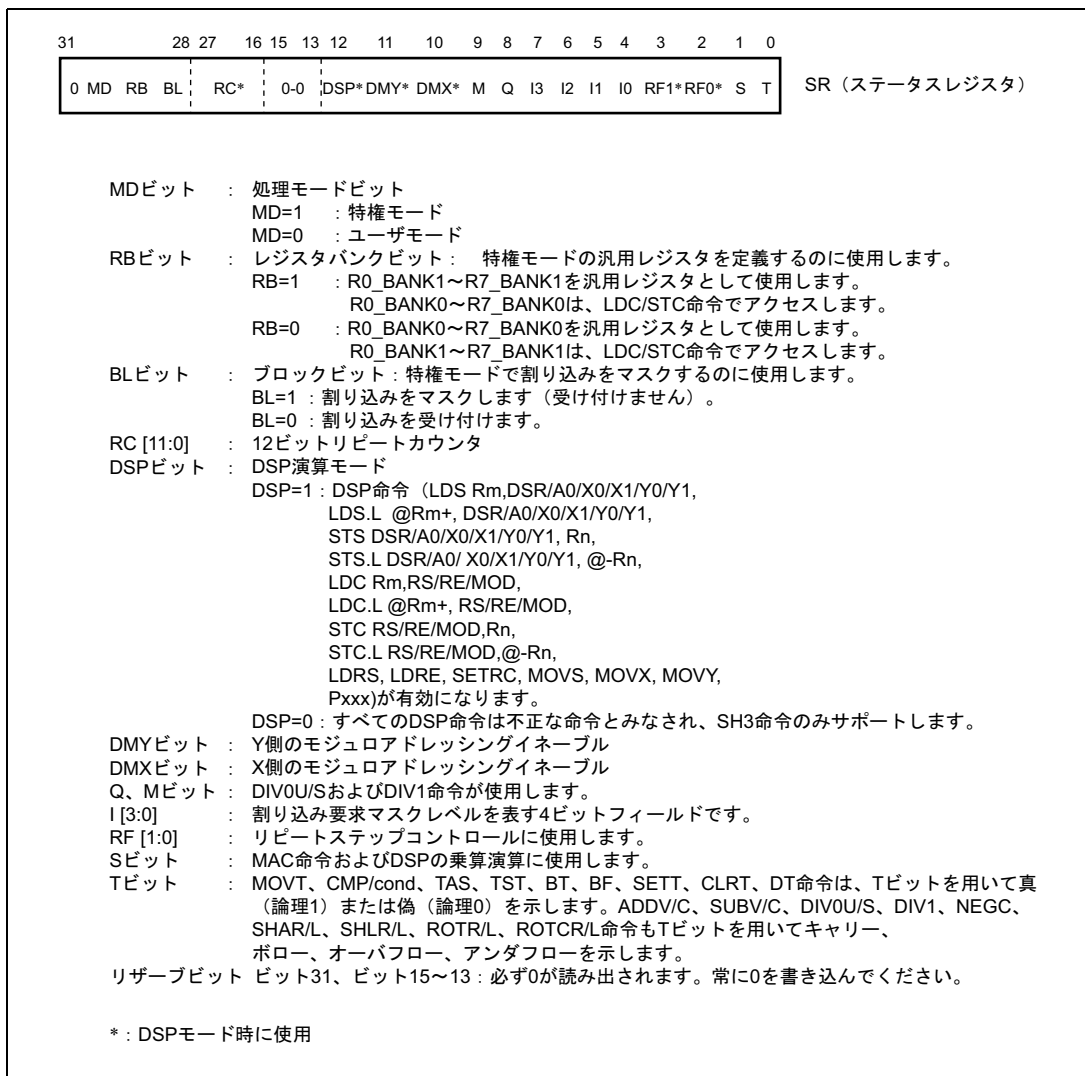 31 28 27 16 15 13 12 11 10 9 8 7 6 5 4 3 2 1 0
0 MD RB BL RC* 0-0 DSP* DMY* DMX* M Q I3 I2 I1 I0 RF1* RF0* S T SR（ステータスレジスタ）
MDビット : 処理モードビット
MD=1 : 特権モード
MD=0 : ユーザモード
RBビット : レジスタバンクビット： 特権モードの汎用レジスタを定義するのに使用します。
RB=1 : R0_BANK1～R7_BANK1を汎用レジスタとして使用します。
R0_BANK0～R7_BANK0は、LDC/STC命令でアクセスします。
RB=0 : R0_BANK0～R7_BANK0を汎用レジスタとして使用します。
R0_BANK1～R7_BANK1は、LDC/STC命令でアクセスします。
BLビット : ブロックビット：特権モードで割り込みをマスクするのに使用します。
BL=1 : 割り込みをマスクします（受け付けません）。
BL=0 : 割り込みを受け付けます。
RC [11:0] : 12ビットリピートカウンタ
DSPビット : DSP演算モード
DSP=1 : DSP命令（LDS Rm,DSR/A0/X0/X1/Y0/Y1,
LDS.L @Rm+, DSR/A0/X0/X1/Y0/Y1,
STS DSR/A0/X0/X1/Y0/Y1, Rn,
STS.L DSR/A0/ X0/X1/Y0/Y1, @-Rn,
LDC Rm,RS/RE/MOD,
LDC.L @Rm+, RS/RE/MOD,
STC RS/RE/MOD,Rn,
STC.L RS/RE/MOD,@-Rn,
LDRS, LDRE, SETRC, MOVS, MOVX, MOVY,
Pxxx)が有効になります。
DSP=0 : すべてのDSP命令は不正な命令とみなされ、SH3命令のみサポートします。
DMYビット : Y側のモジュロアドレッシングイネーブル
DMXビット : X側のモジュロアドレッシングイネーブル
Q、Mビット : DIV0U/SおよびDIV1命令が使用します。
I [3:0] : 割り込み要求マスクレベルを表す4ビットフィールドです。
RF [1:0] : リピートステップコントロールに使用します。
Sビット : MAC命令およびDSPの乗算演算に使用します。
Tビット : MOVT、CMP/cond、TAS、TST、BT、BF、SETT、CLRT、DT命令は、Tビットを用いて真
（論理1）または偽（論理0）を示します。ADDV/C、SUBV/C、DIV0U/S、DIV1、NEGC、
SHAR/L、SHLR/L、ROTR/L、ROTCR/L命令もTビットを用いてキャリー、
ボロー、オーバフロー、アンダフローを示します。
リザーブビット ビット31、ビット15～13：必ず0が読み出されます。常に0を書き込んでください。
*：DSPモード時に使用